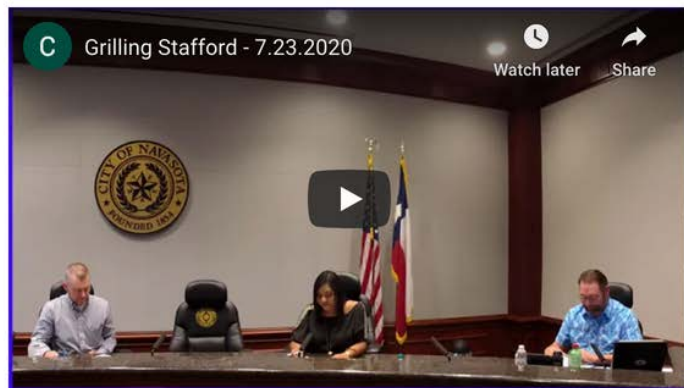 C Grilling Stafford - 7.23.2020
Watch later Share
CITY OF NAVASOTA
FOUNDED 1854